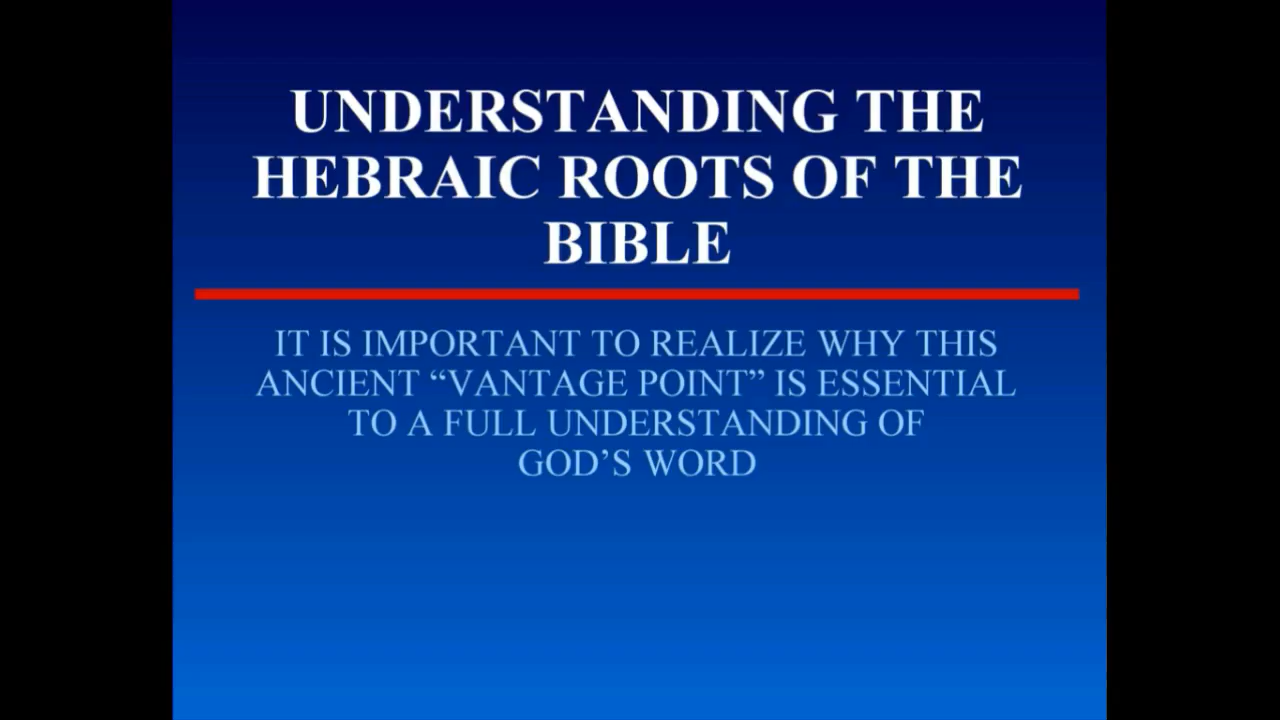 UNDERSTANDING THE
HEBRAIC ROOTS OF THE
BIBLE
IT IS IMPORTANT TO REALIZE WHY THIS
ANCIENT “VANTAGE POINT” IS ESSENTIAL
TO A FULL UNDERSTANDING OF
GOD’S WORD